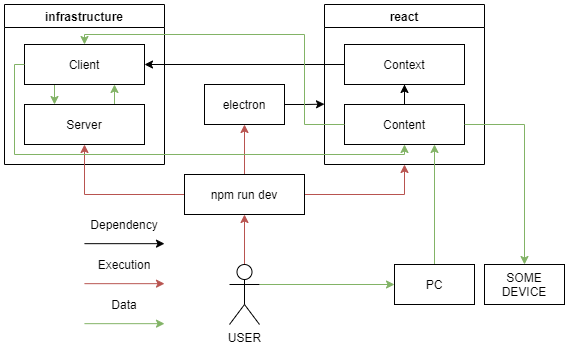 infrastructure
react
Client
Context
electron
Server
Content
npm run dev
Dependency
Execution
Data
PC
SOME
DEVICE
USER